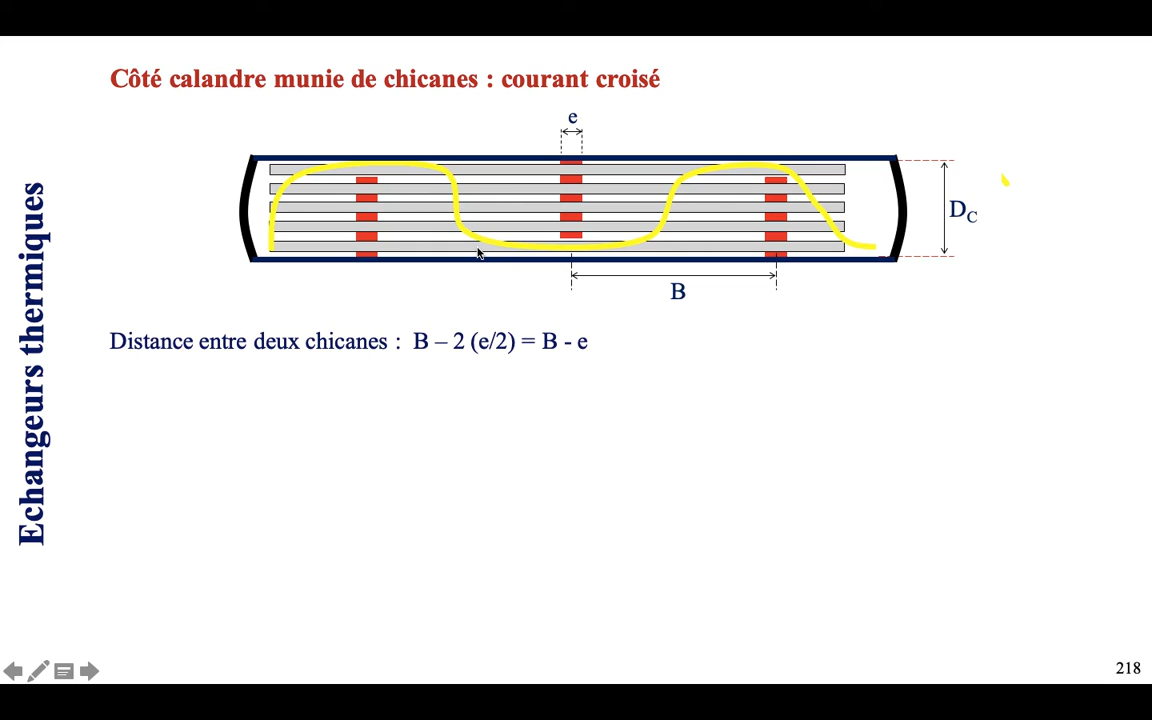 Côté calandre munie de chicanes : courant croisé
e
D_C
B
Distance entre deux chicanes : B – 2 (e/2) = B - e
Echangeurs thermiques
218